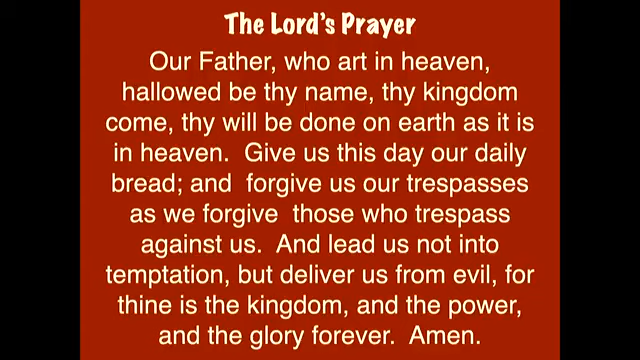 The Lord's Prayer
Our Father, who art in heaven,
hallowed be thy name, thy kingdom
come, thy will be done on earth as it is
in heaven.  Give us this day our daily
bread; and  forgive us our trespasses
as we forgive  those who trespass
against us.  And lead us not into
temptation, but deliver us from evil, for
thine is the kingdom, and the power,
and the glory forever.  Amen.